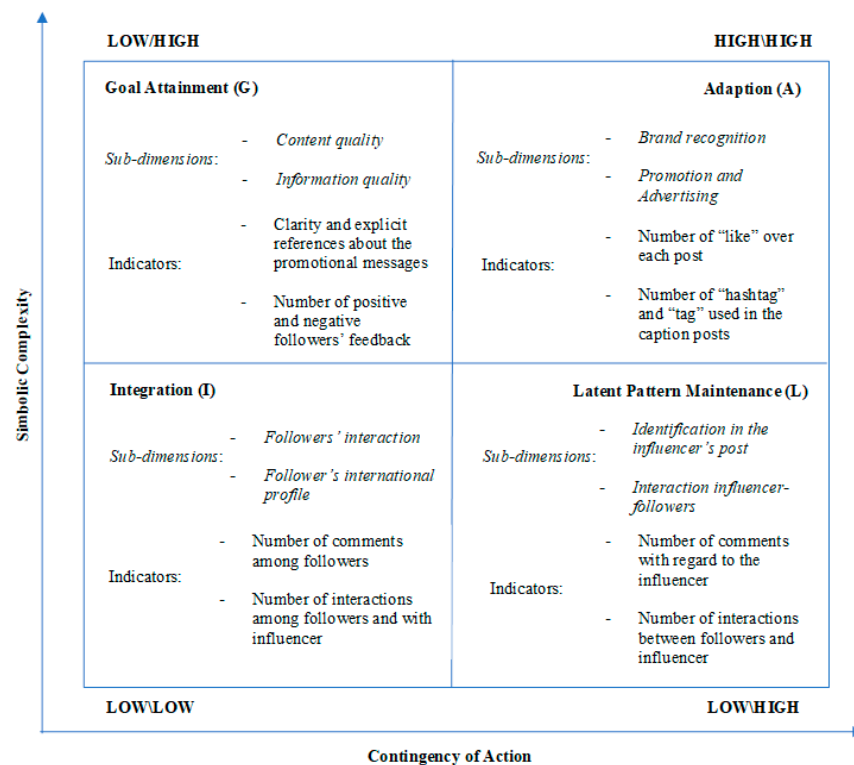 LOW/HIGH
HIGH\HIGH
Goal Attainment (G)
Sub-dimensions:
- Content quality
- Information quality
Indicators:
- Clarity and explicit
references about the
promotional messages
- Number of positive
and negative
followers' feedback
Adaption (A)
Sub-dimensions:
- Brand recognition
- Promotion and
Advertising
Indicators:
- Number of “like” over
each post
- Number of “hashtag”
and “tag” used in the
caption posts
Simbolic Complexity
Integration (I)
Sub-dimensions:
- Followers' interaction
- Follower's international
profile
Indicators:
- Number of comments
among followers
- Number of interactions
among followers and with
influencer
Latent Pattern Maintenance (L)
Sub-dimensions:
- Identification in the
influencer's post
- Interaction influencer-
followers
Indicators:
- Number of comments
with regard to the
influencer
- Number of interactions
between followers and
influencer
LOW\LOW
LOW\HIGH
Contingency of Action